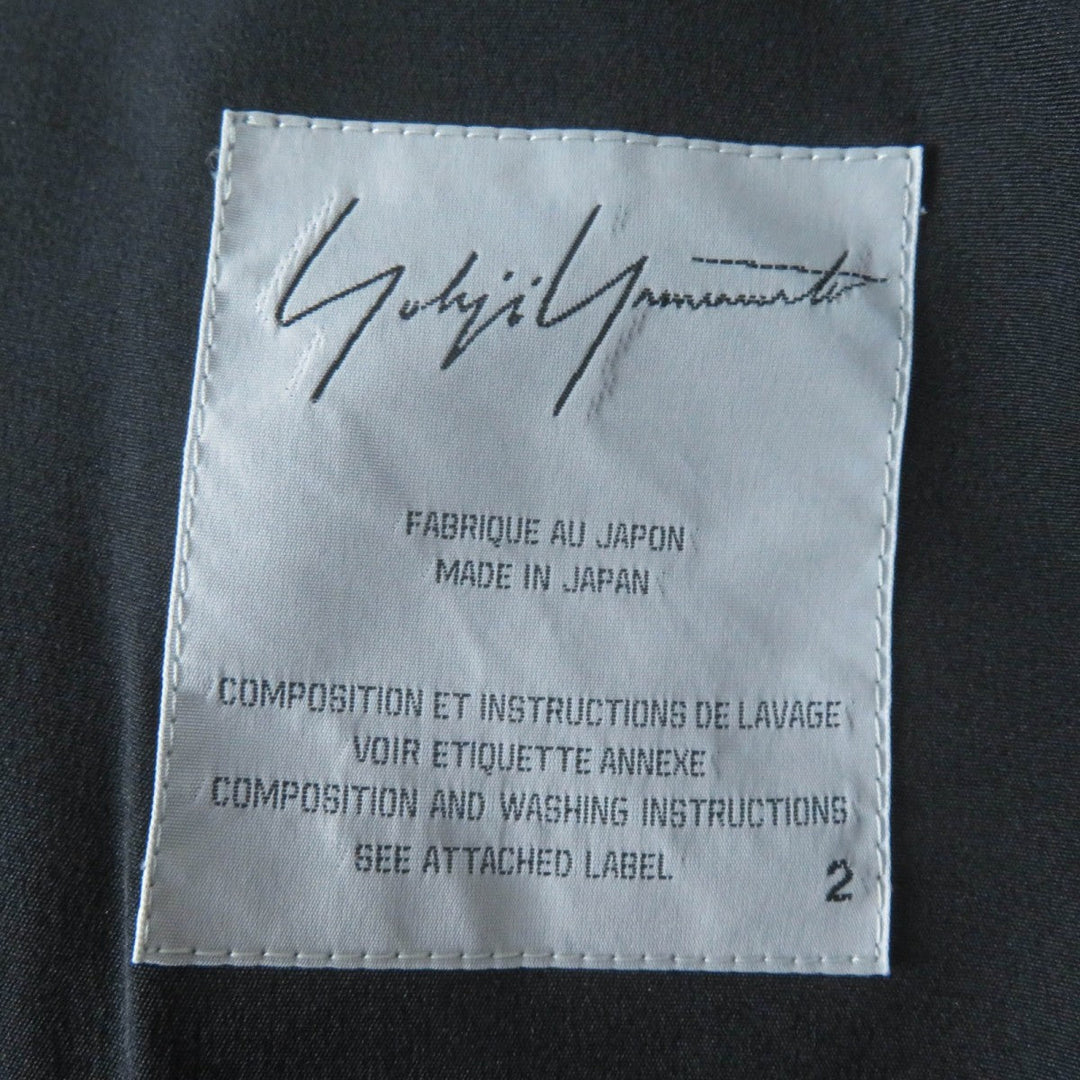 Yohji Yamamoto
FABRIQUE AU JAPON
MADE IN JAPAN
COMPOSITION ET INSTRUCTIONS DE LAVAGE
VOIR ETIQUETTE ANNEXE
COMPOSITION AND WASHING INSTRUCTIONS
SEE ATTACHED LABEL
2